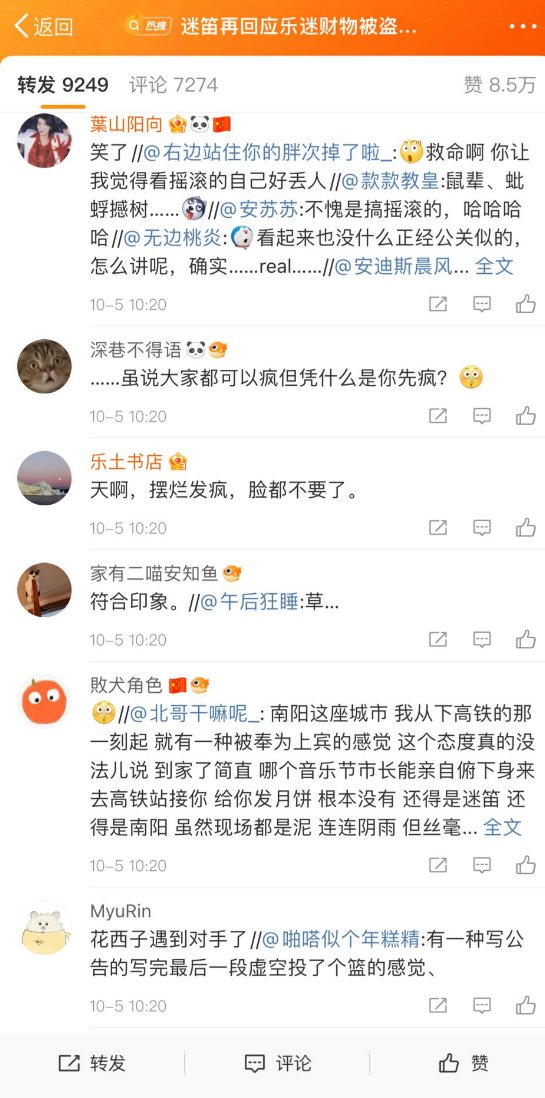 返回
热搜
迷笛再回应乐迷财物被盗...
转发 9249
评论 7274
赞 8.5万
葉山阳向
笑了//@右边站住你的胖次掉了啦_:救命啊 你让
我觉得看摇滚的自己好丢人//@款款教皇:鼠辈、蚍
蜉撼树……//@安苏苏:不愧是搞摇滚的，哈哈哈
哈//@无边桃炎:看起来也没什么正经公关似的，
怎么讲呢，确实......real......//@安迪斯晨风... 全文
10-5 10:20
深巷不得语
......虽说大家都可以疯但凭什么是你先疯？
10-5 10:20
乐土书店
天啊，摆烂发疯，脸都不要了。
10-5 10:20
家有二喵安知鱼
符合印象。//@午后狂睡:草...
10-5 10:20
敗犬角色
//@北哥干嘛呢_: 南阳这座城市 我从下高铁的那
一刻起 就有一种被奉为上宾的感觉 这个态度真的没
法儿说 到家了简直 哪个音乐节市长能亲自俯下身来
去高铁站接你 给你发月饼 根本没有 还得是迷笛 还
得是南阳 虽然现场都是泥 连连阴雨 但丝毫... 全文
10-5 10:20
MyuRin
花西子遇到对手了//@啪嗒似个年糕精:有一种写公
告的写完最后一段虚空投了个篮的感觉、
10-5 10:20
转发
评论
赞